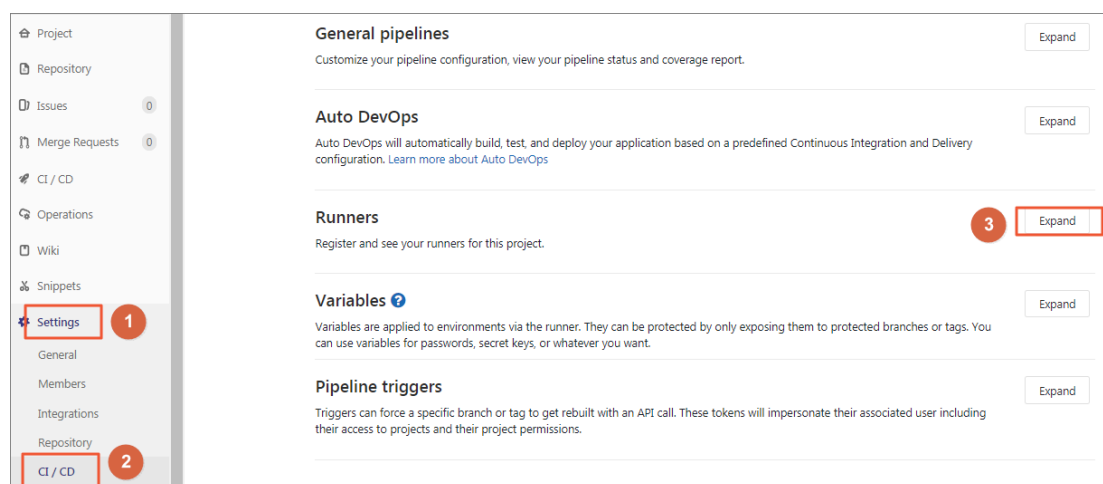 Project
Repository
Issues 0
Merge Requests 0
CI / CD
Operations
Wiki
Snippets
Settings 1
General
Members
Integrations
Repository
CI / CD 2
General pipelines
Expand
Customize your pipeline configuration, view your pipeline status and coverage report.
Auto DevOps
Expand
Auto DevOps will automatically build, test, and deploy your application based on a predefined Continuous Integration and Delivery
configuration. Learn more about Auto DevOps
Runners
3 Expand
Register and see your runners for this project.
Variables ?
Expand
Variables are applied to environments via the runner. They can be protected by only exposing them to protected branches or tags. You
can use variables for passwords, secret keys, or whatever you want.
Pipeline triggers
Expand
Triggers can force a specific branch or tag to get rebuilt with an API call. These tokens will impersonate their associated user including
their access to projects and their project permissions.